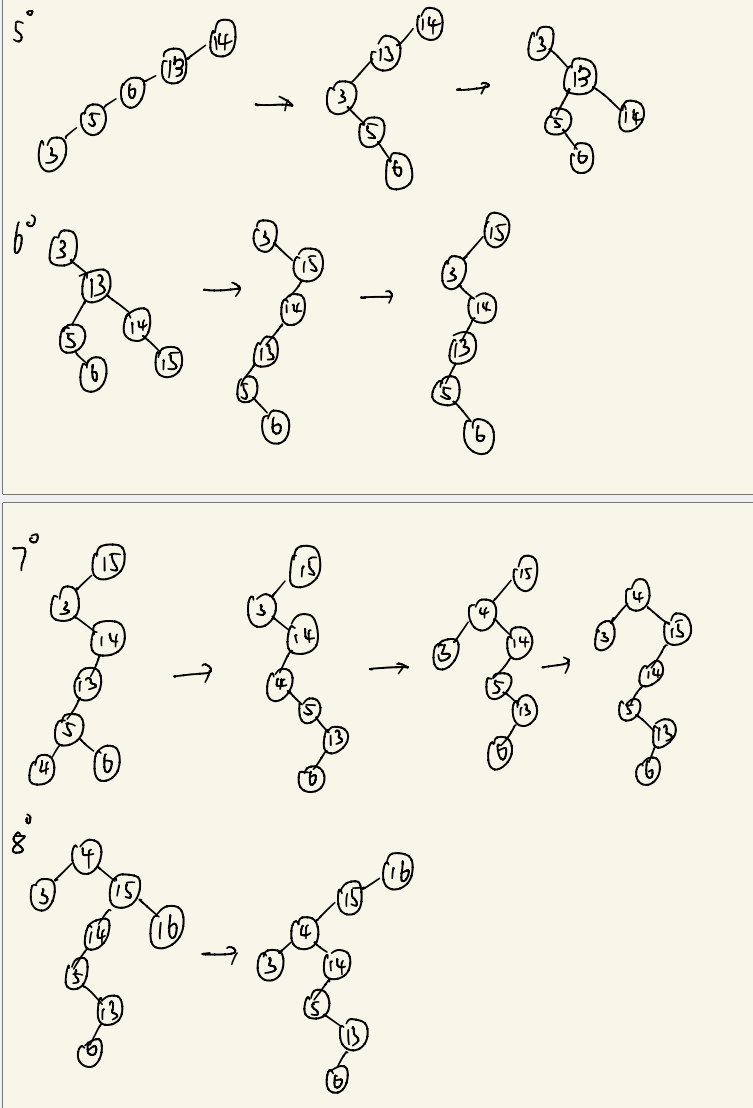 5°
14 13 6 5 3 →
14 13 3 5 6 →
3 13 5 14 6
6°
3 13 5 14 6 15 →
3 15 14 13 5 6 →
15 3 14 13 5 6
7°
15 3 14 13 5 4 6 →
15 3 14 4 5 13 6 →
15 4 3 14 5 13 6 →
4 3 15 14 5 13 6
8°
4 3 15 14 16 5 13 6 →
16 15 4 3 14 5 13 6